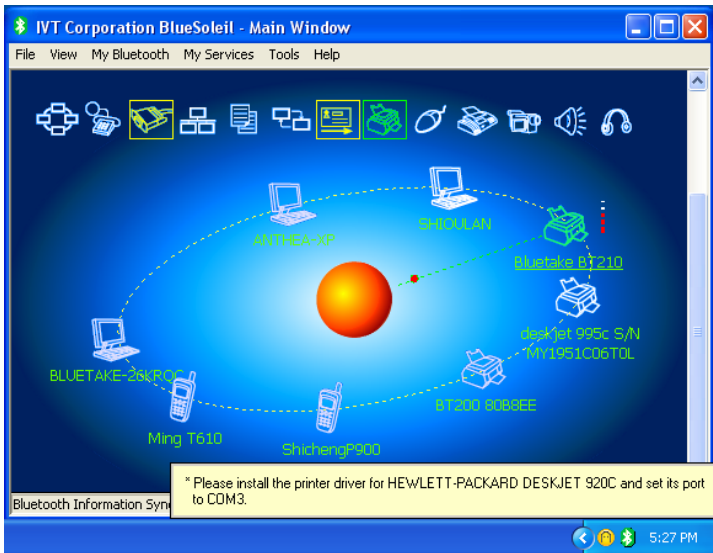 IVT Corporation BlueSoleil - Main Window
File View My Bluetooth My Services Tools Help
ANTHEA-XP
SHIOULAN
Bluetake BT210
deskjet 995c S/N
MY1951C06T0L
BLUETAKE-26KRQC
BT200 80B8EE
Ming T610
ShichengP900
* Please install the printer driver for HEWLETT-PACKARD DESKJET 920C and set its port
to COM3.
Bluetooth Information Syn
5:27 PM